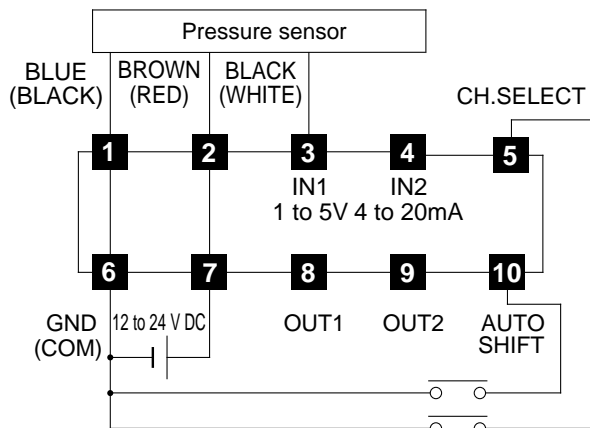 Pressure sensor
BLUE
(BLACK)
BROWN
(RED)
BLACK
(WHITE)
CH.SELECT
1 2 3 4 5
IN1 IN2
1 to 5V 4 to 20mA
6 7 8 9 10
GND
(COM)
12 to 24 V DC
OUT1 OUT2
AUTO
SHIFT